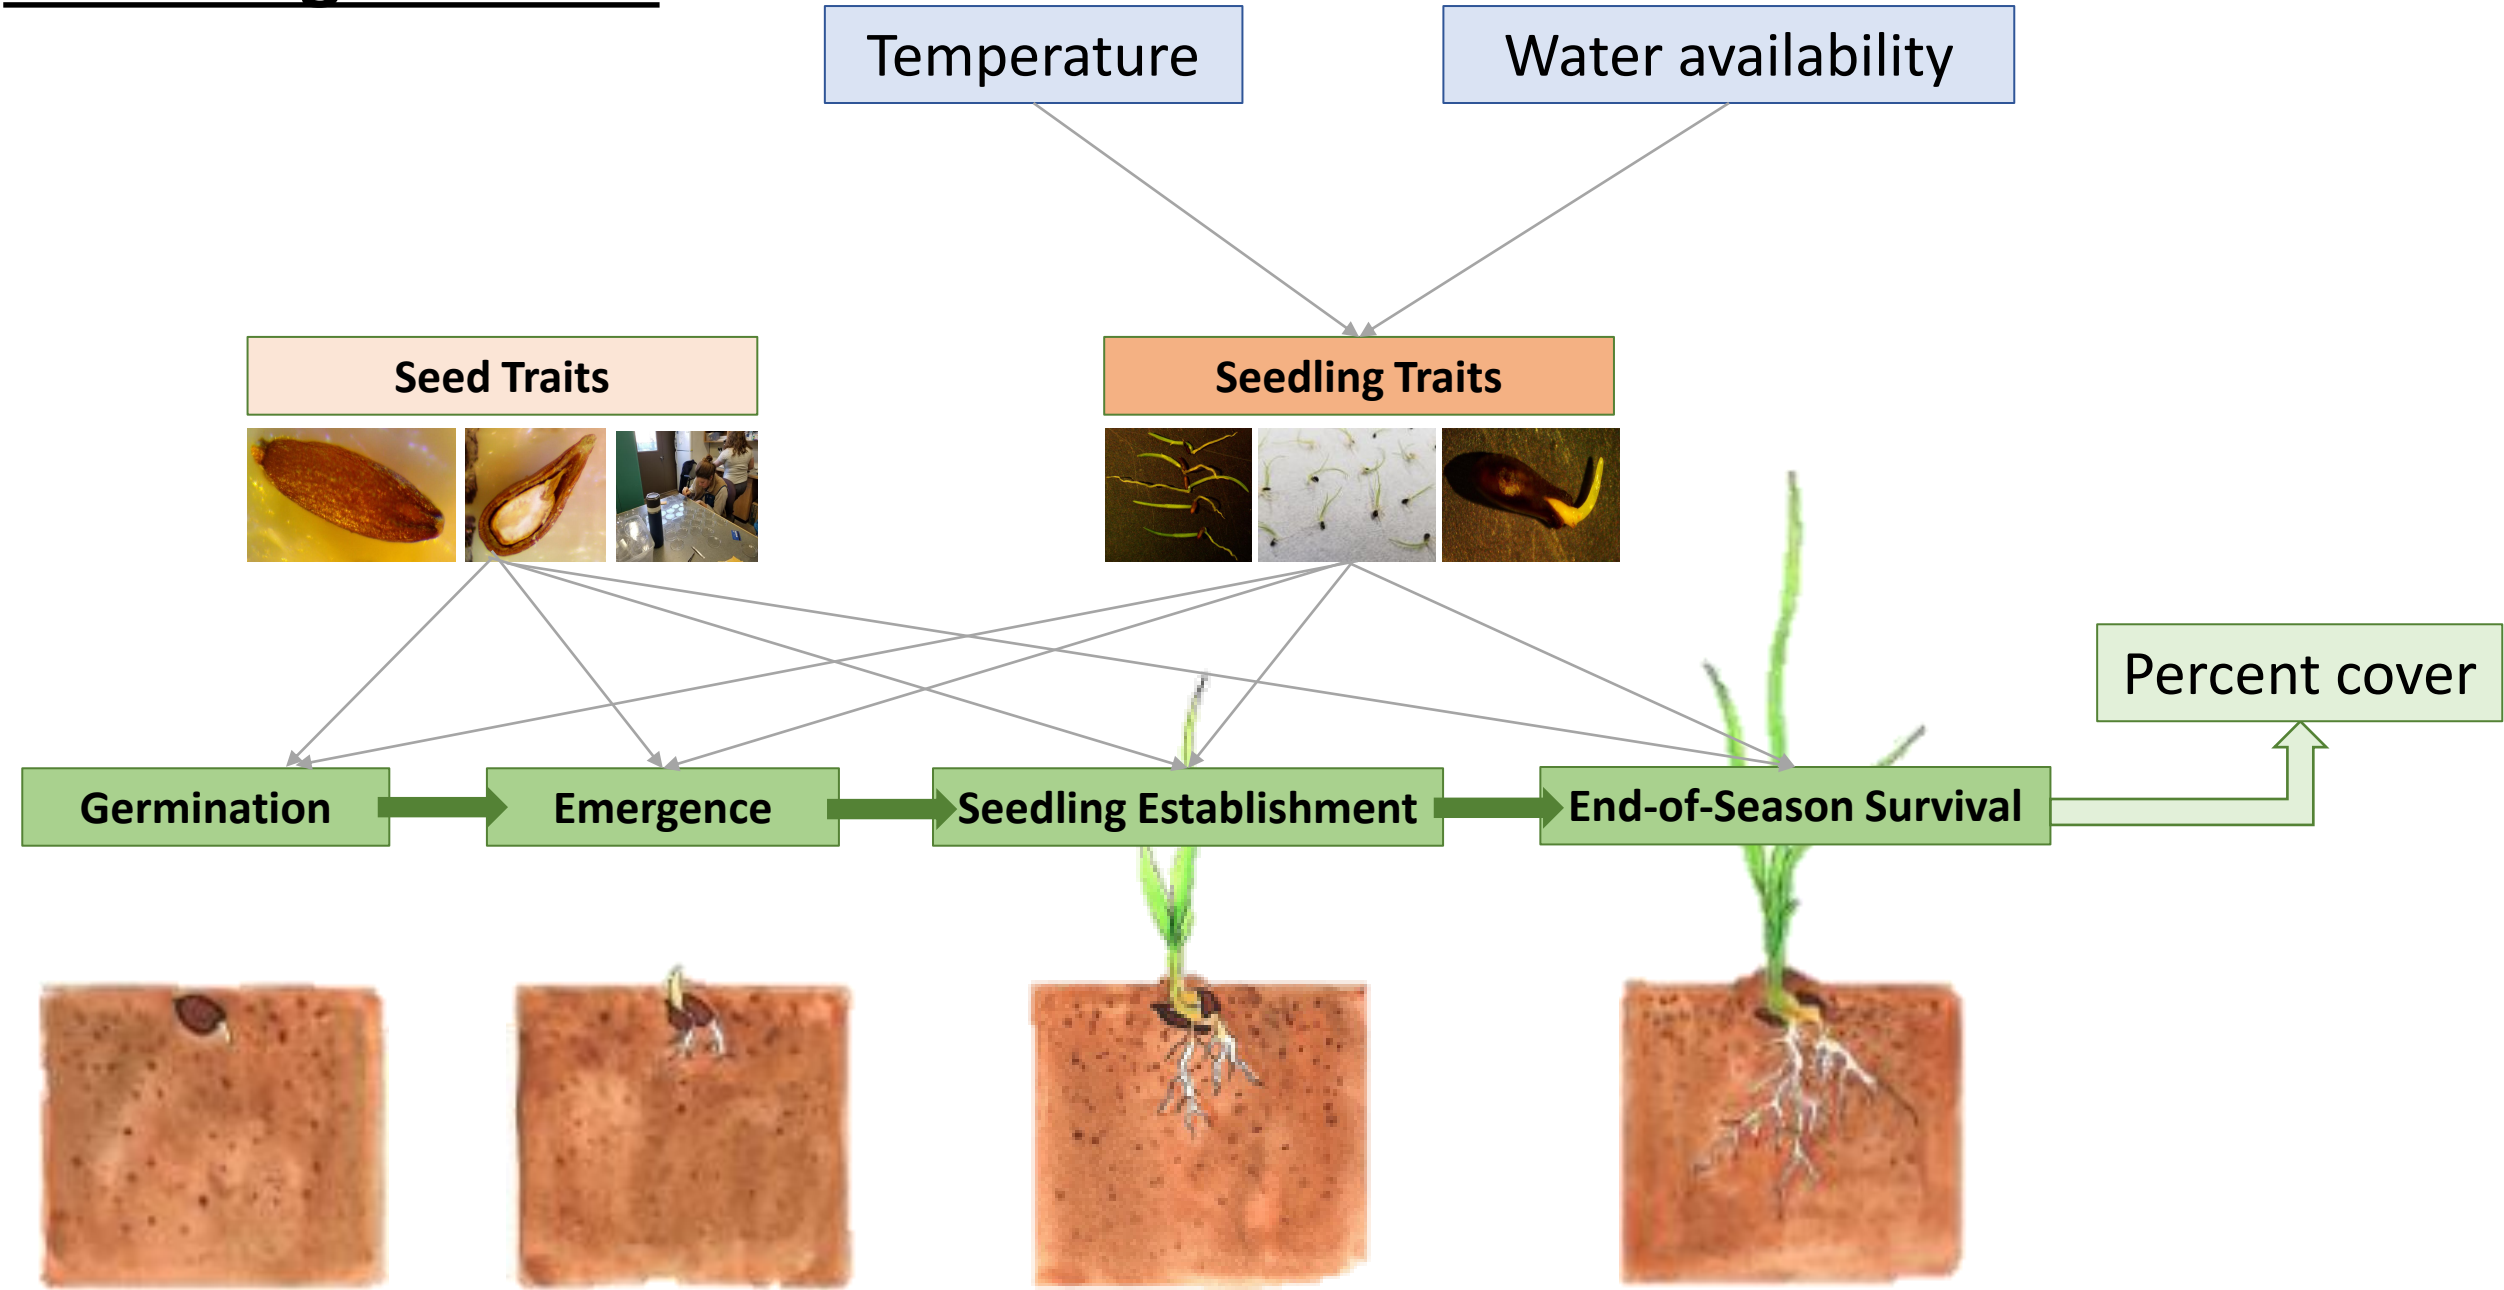 Temperature
Water availability
Seed Traits
Seedling Traits
Percent cover
Germination
Emergence
Seedling Establishment
End-of-Season Survival